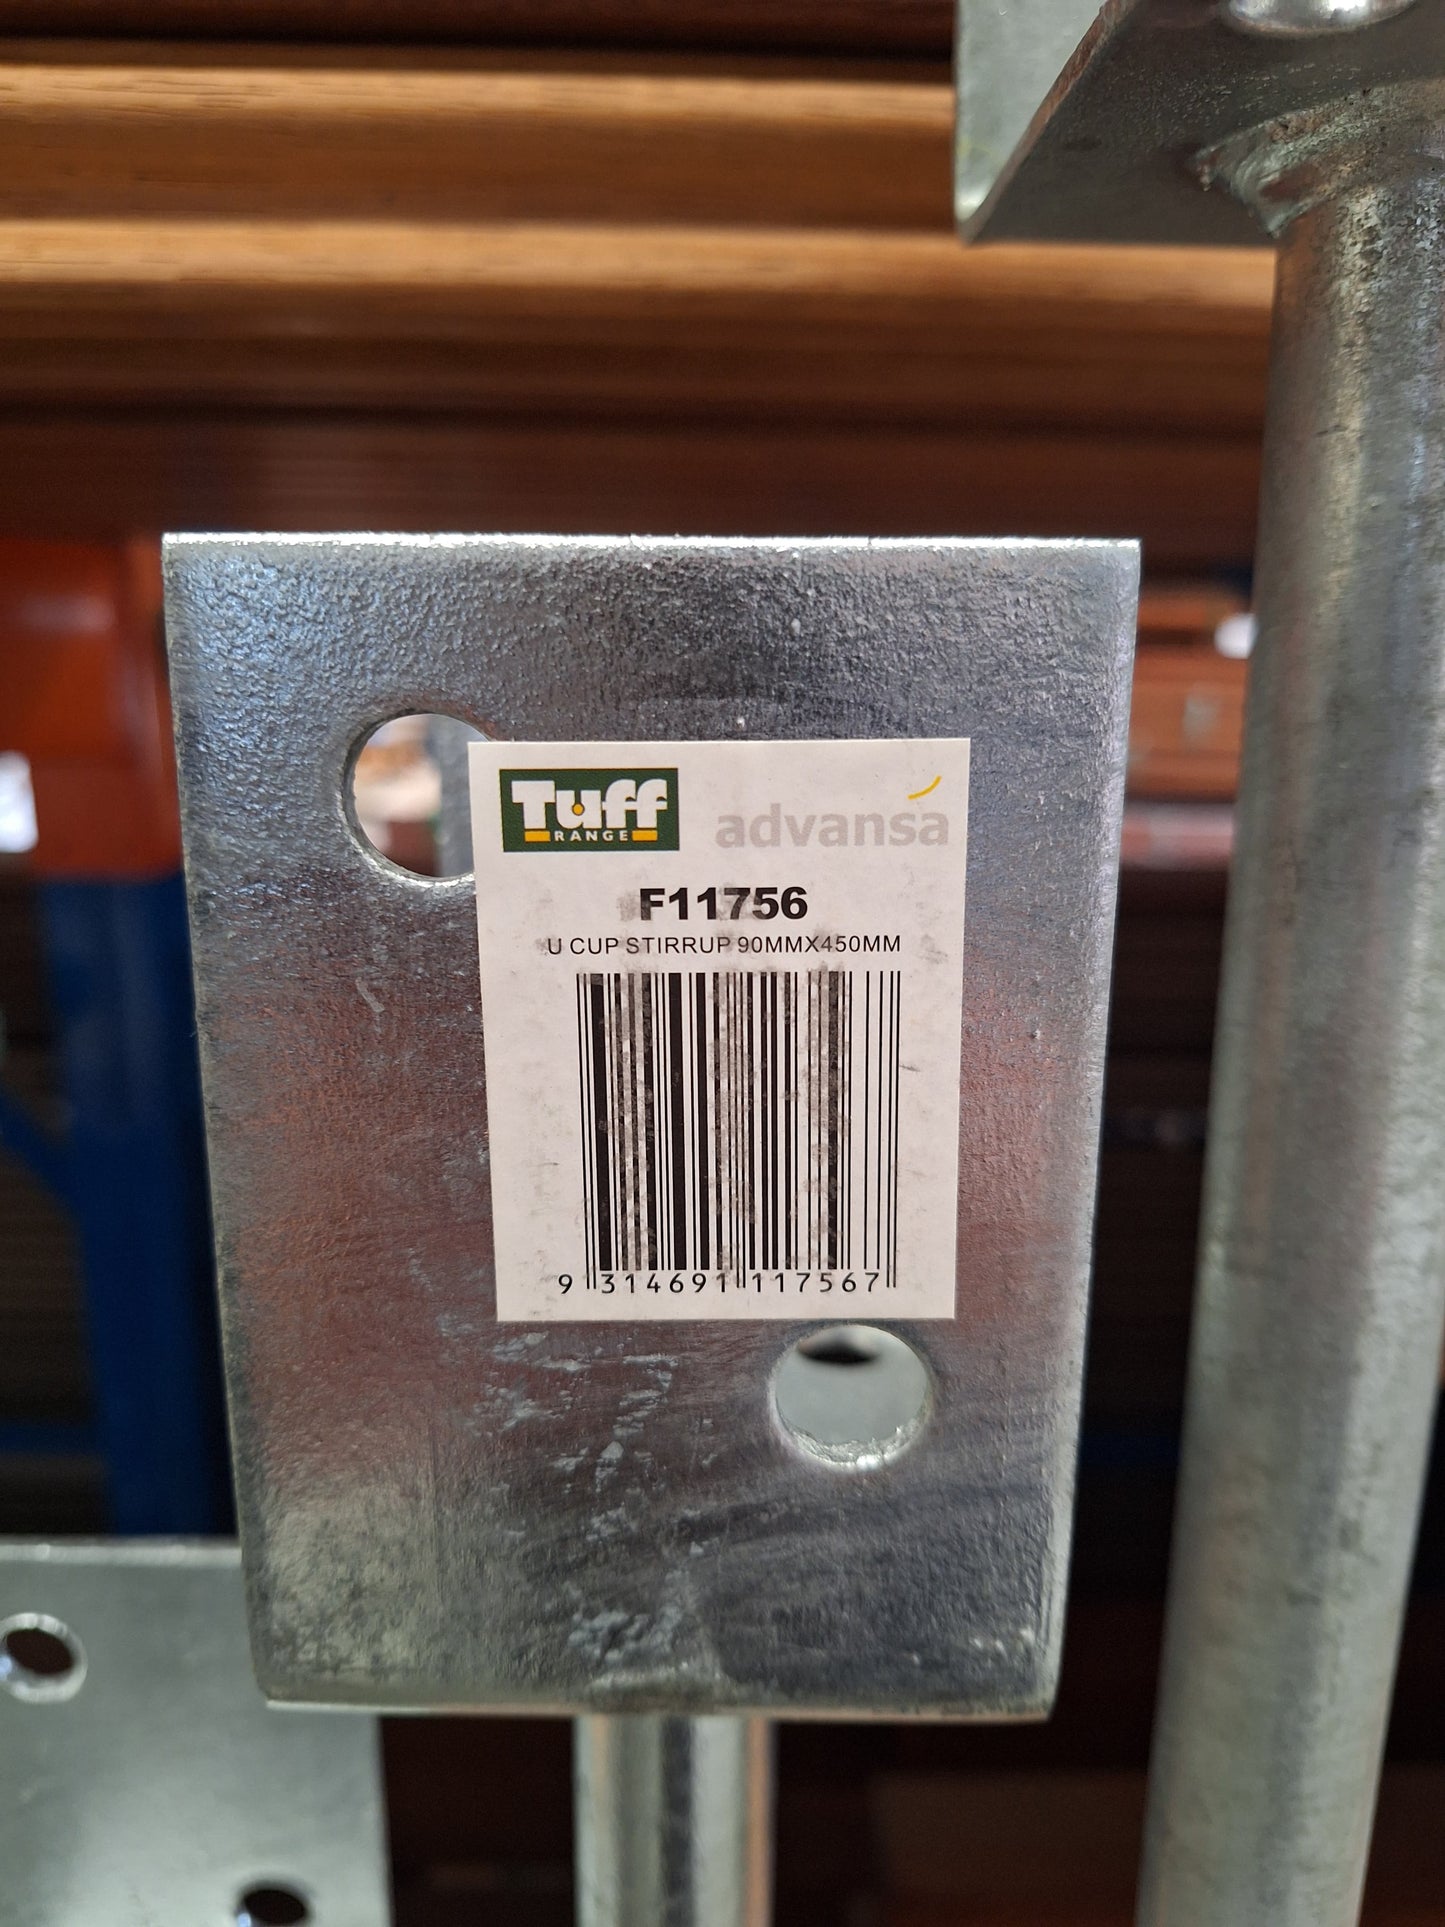 Tuff
RANGE
advansa
F11756
U CUP STIRRUP 90MMX450MM
9 314691 117567